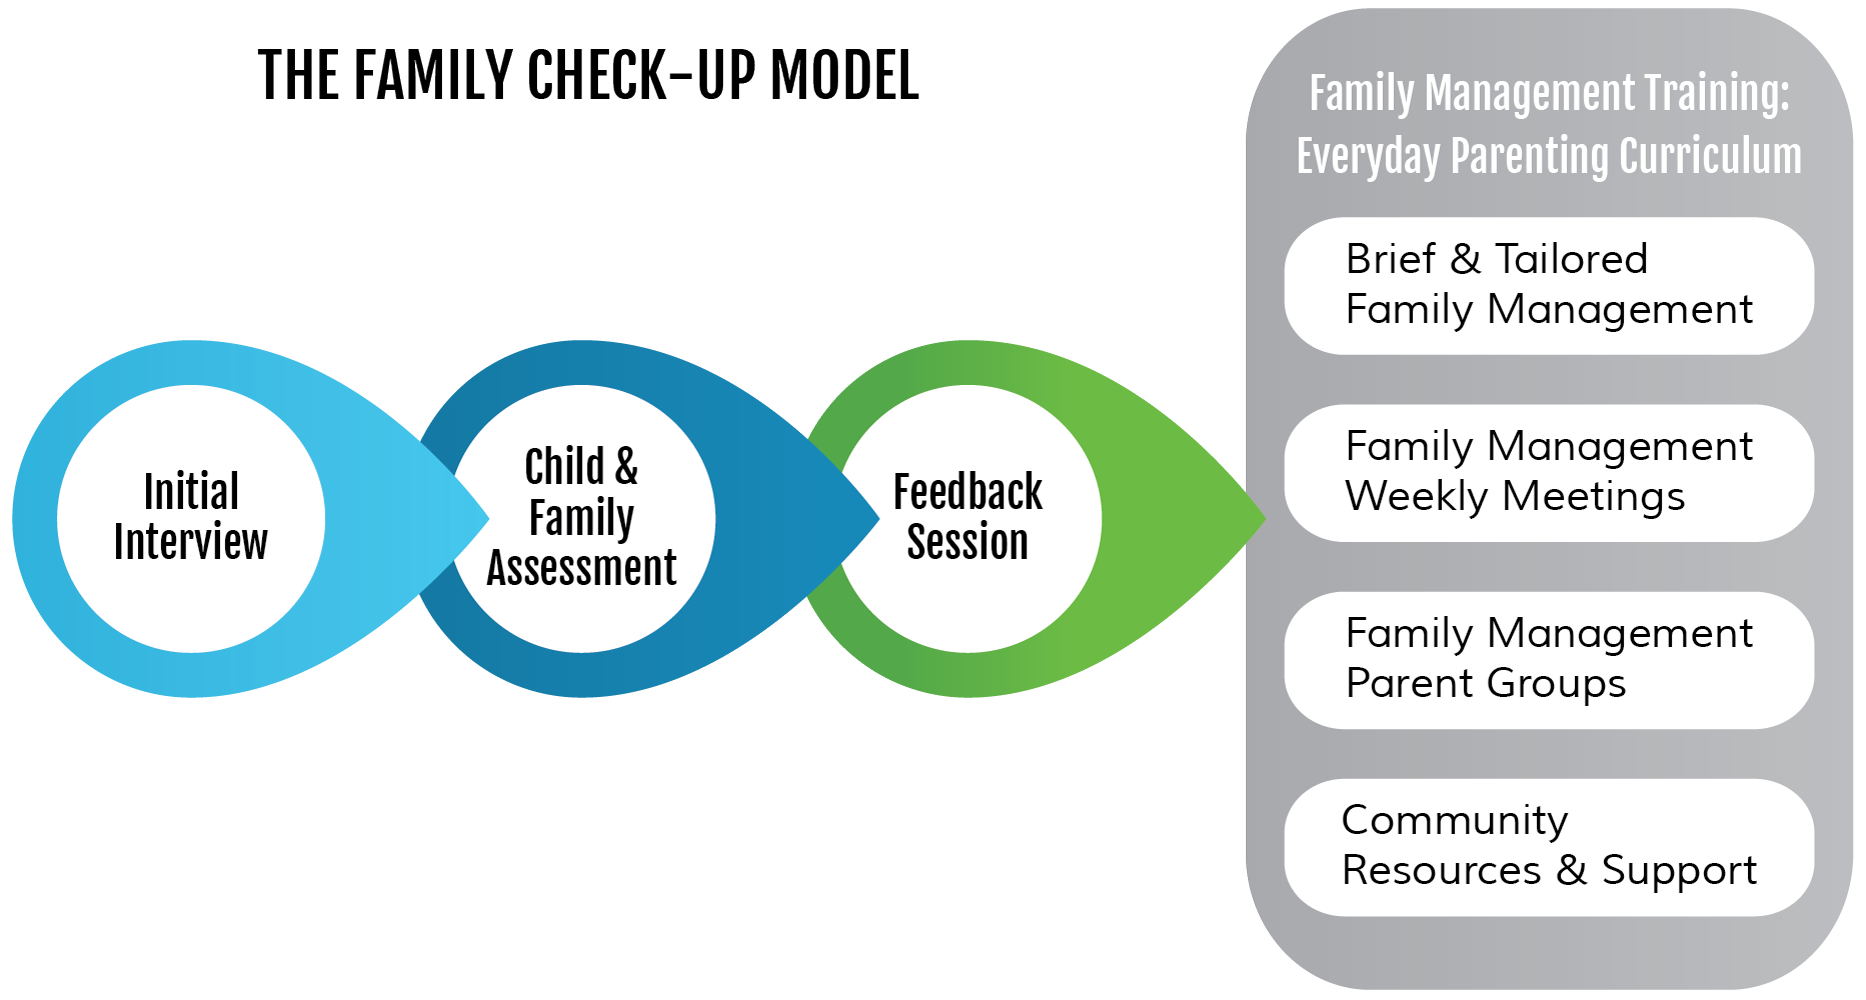 THE FAMILY CHECK-UP MODEL
Initial
Interview
Child &
Family
Assessment
Feedback
Session
Family Management Training:
Everyday Parenting Curriculum
Brief & Tailored
Family Management
Family Management
Weekly Meetings
Family Management
Parent Groups
Community
Resources & Support